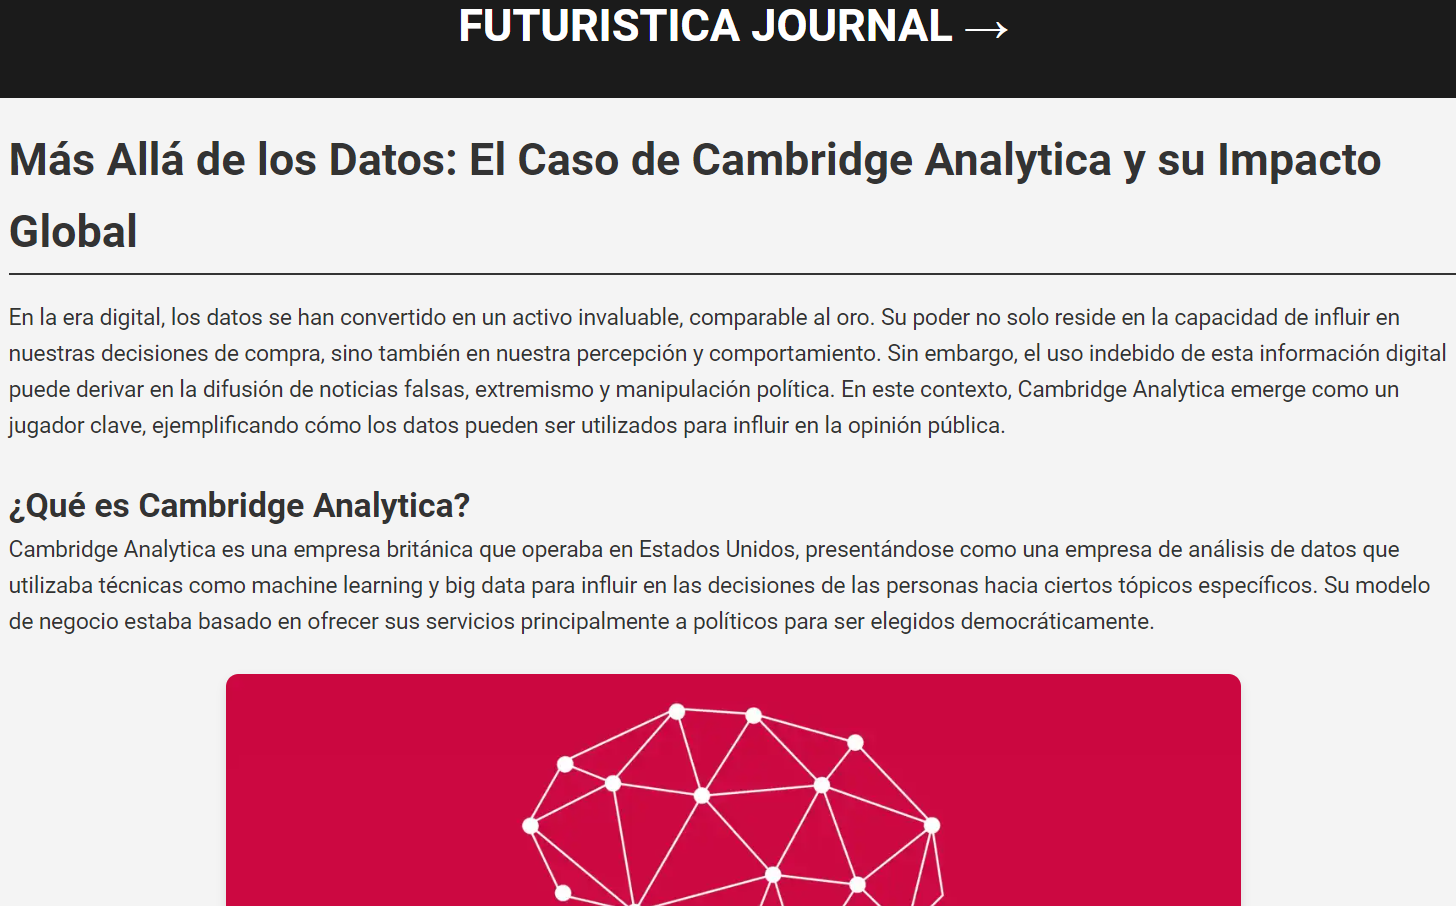 FUTURISTICA JOURNAL →
Más Allá de los Datos: El Caso de Cambridge Analytica y su Impacto
Global
En la era digital, los datos se han convertido en un activo invaluable, comparable al oro. Su poder no solo reside en la capacidad de influir en
nuestras decisiones de compra, sino también en nuestra percepción y comportamiento. Sin embargo, el uso indebido de esta información digital
puede derivar en la difusión de noticias falsas, extremismo y manipulación política. En este contexto, Cambridge Analytica emerge como un
jugador clave, ejemplificando cómo los datos pueden ser utilizados para influir en la opinión pública.
¿Qué es Cambridge Analytica?
Cambridge Analytica es una empresa británica que operaba en Estados Unidos, presentándose como una empresa de análisis de datos que
utilizaba técnicas como machine learning y big data para influir en las decisiones de las personas hacia ciertos tópicos específicos. Su modelo
de negocio estaba basado en ofrecer sus servicios principalmente a políticos para ser elegidos democráticamente.